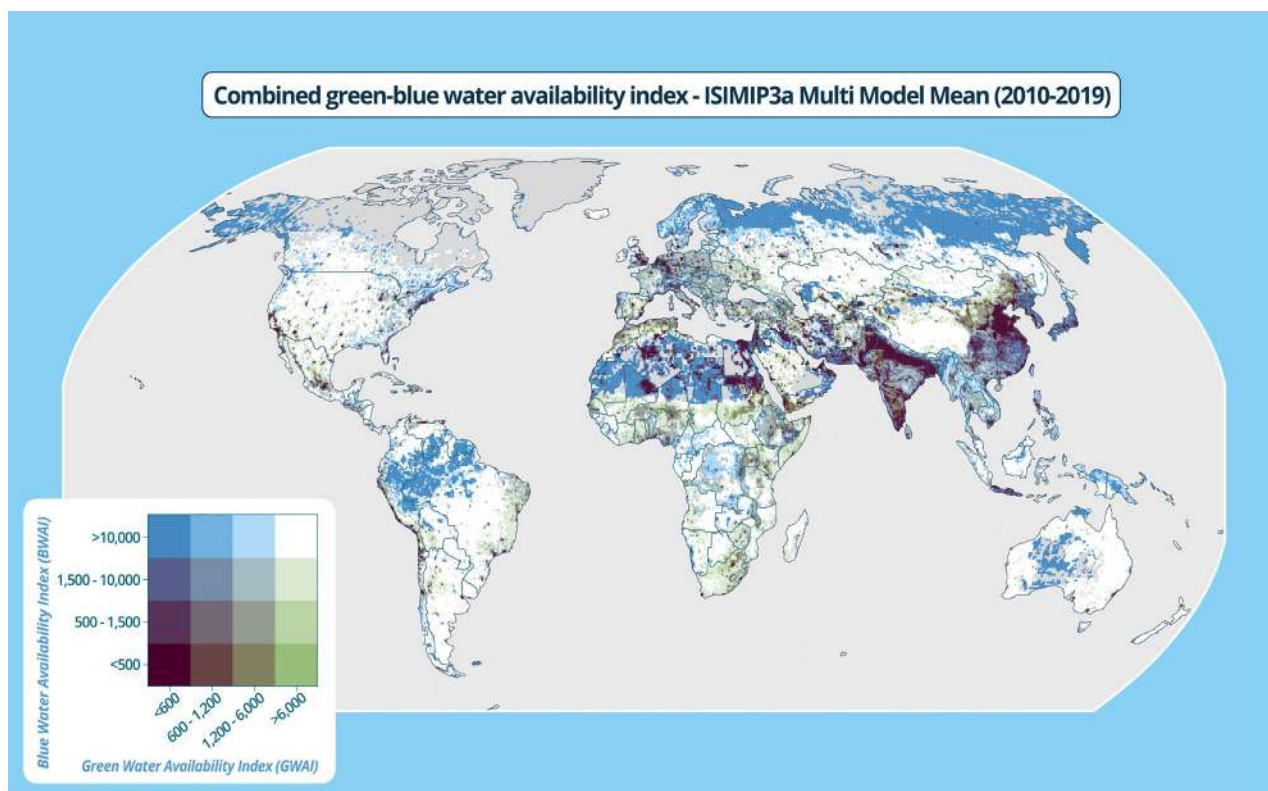 Combined green-blue water availability index - ISIMIP3a Multi Model Mean (2010-2019)
Blue Water Availability Index (BWAI)
>10,000
1,500 - 10,000
500 - 1,500
<500
<600
600 - 1,200
1,200 - 6,000
>6,000
Green Water Availability Index (GWAI)